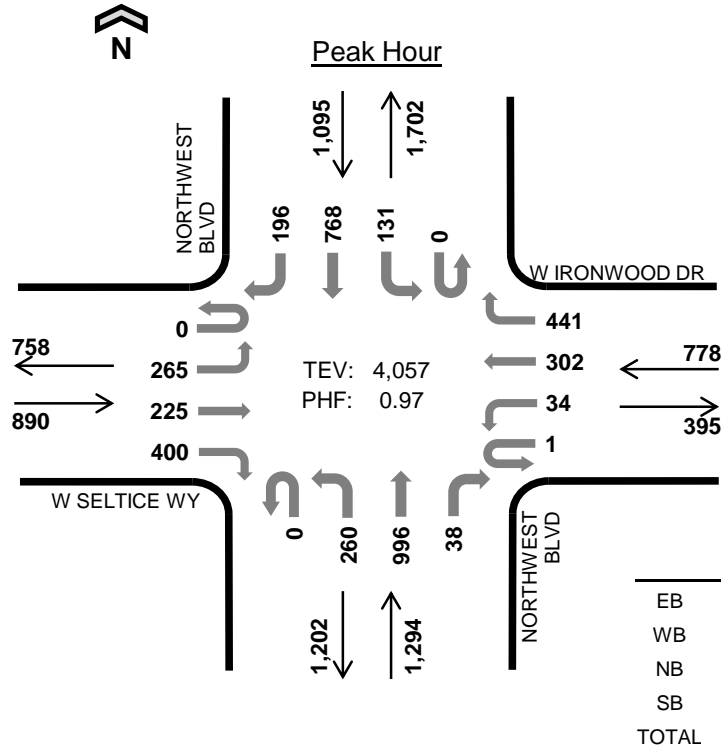 N
Peak Hour
NORTHWEST
BLVD
1,095
1,702
196
768
131
0
W IRONWOOD DR
0
265
225
400
758
890
TEV: 4,057
PHF: 0.97
441
302
34
1
778
395
W SELTICE WY
0
260
996
38
NORTHWEST
BLVD
1,202
1,294
EB
WB
NB
SB
TOTAL